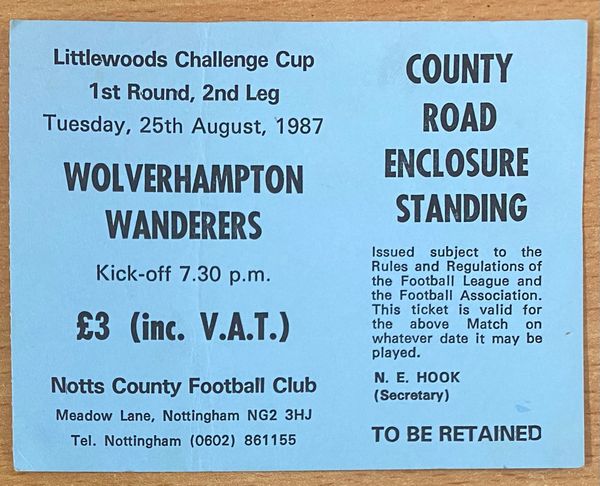 Littlewoods Challenge Cup
1st Round, 2nd Leg
Tuesday, 25th August, 1987
WOLVERHAMPTON
WANDERERS
Kick-off 7.30 p.m.
£3 (inc. V.A.T.)
Notts County Football Club
Meadow Lane, Nottingham NG2 3HJ
Tel. Nottingham (0602) 861155
COUNTY
ROAD
ENCLOSURE
STANDING
Issued subject to the
Rules and Regulations of
the Football League and
the Football Association.
This ticket is valid for
the above Match on
whatever date it may be
played.
N. E. HOOK
(Secretary)
TO BE RETAINED